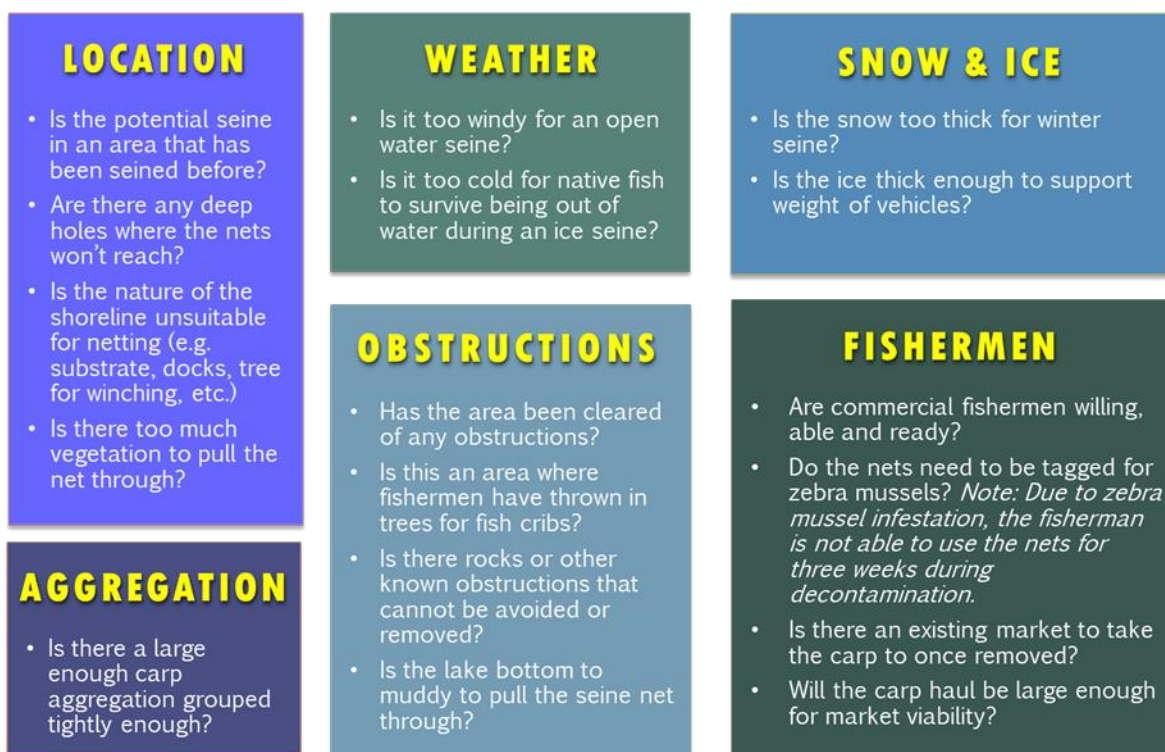 LOCATION
• Is the potential seine
in an area that has
been seined before?
• Are there any deep
holes where the nets
won't reach?
• Is the nature of the
shoreline unsuitable
for netting (e.g.
substrate, docks, tree
for winching, etc.)
• Is there too much
vegetation to pull the
net through?
AGGREGATION
• Is there a large
enough carp
aggregation grouped
tightly enough?
WEATHER
• Is it too windy for an open
water seine?
• Is it too cold for native fish
to survive being out of
water during an ice seine?
OBSTRUCTIONS
• Has the area been cleared
of any obstructions?
• Is this an area where
fishermen have thrown in
trees for fish cribs?
• Is there rocks or other
known obstructions that
cannot be avoided or
removed?
• Is the lake bottom to
muddy to pull the seine net
through?
SNOW & ICE
• Is the snow too thick for winter
seine?
• Is the ice thick enough to support
weight of vehicles?
FISHERMEN
• Are commercial fishermen willing,
able and ready?
• Do the nets need to be tagged for
zebra mussels? Note: Due to zebra
mussel infestation, the fisherman
is not able to use the nets for
three weeks during
decontamination.
• Is there an existing market to take
the carp to once removed?
• Will the carp haul be large enough
for market viability?